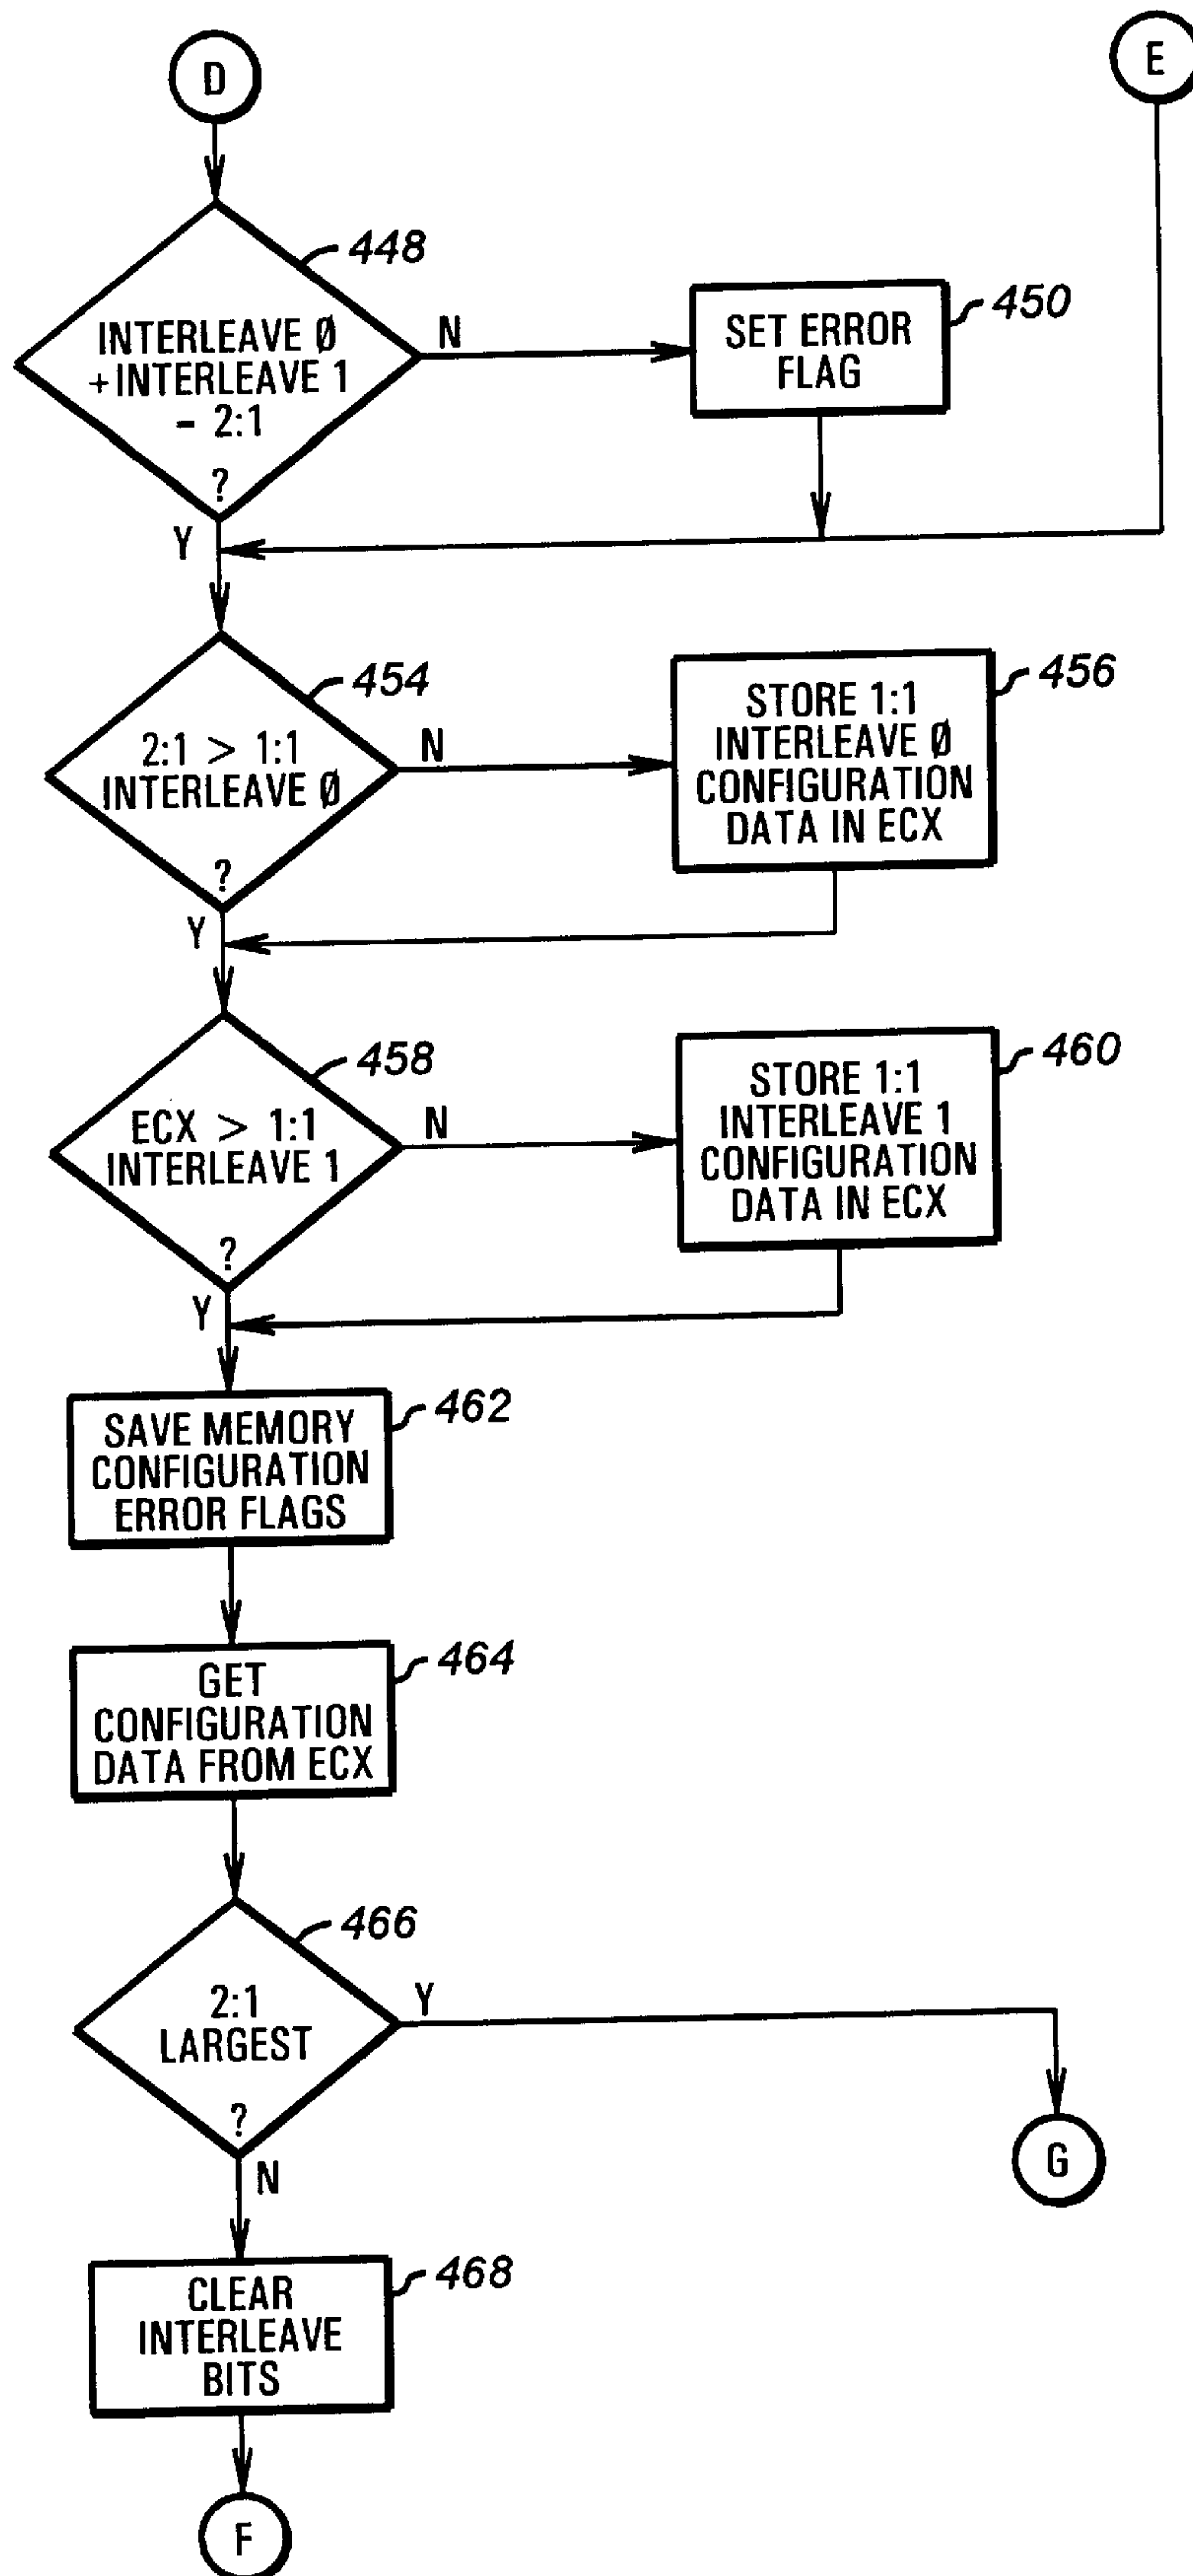 D
E
448
INTERLEAVE Ø
+INTERLEAVE 1
- 2:1
?
N
Y
450
SET ERROR
FLAG
454
2:1 > 1:1
INTERLEAVE Ø
?
N
Y
456
STORE 1:1
INTERLEAVE Ø
CONFIGURATION
DATA IN ECX
458
ECX > 1:1
INTERLEAVE 1
?
N
Y
460
STORE 1:1
INTERLEAVE 1
CONFIGURATION
DATA IN ECX
462
SAVE MEMORY
CONFIGURATION
ERROR FLAGS
464
GET
CONFIGURATION
DATA FROM ECX
466
2:1
LARGEST
?
Y
N
G
468
CLEAR
INTERLEAVE
BITS
F